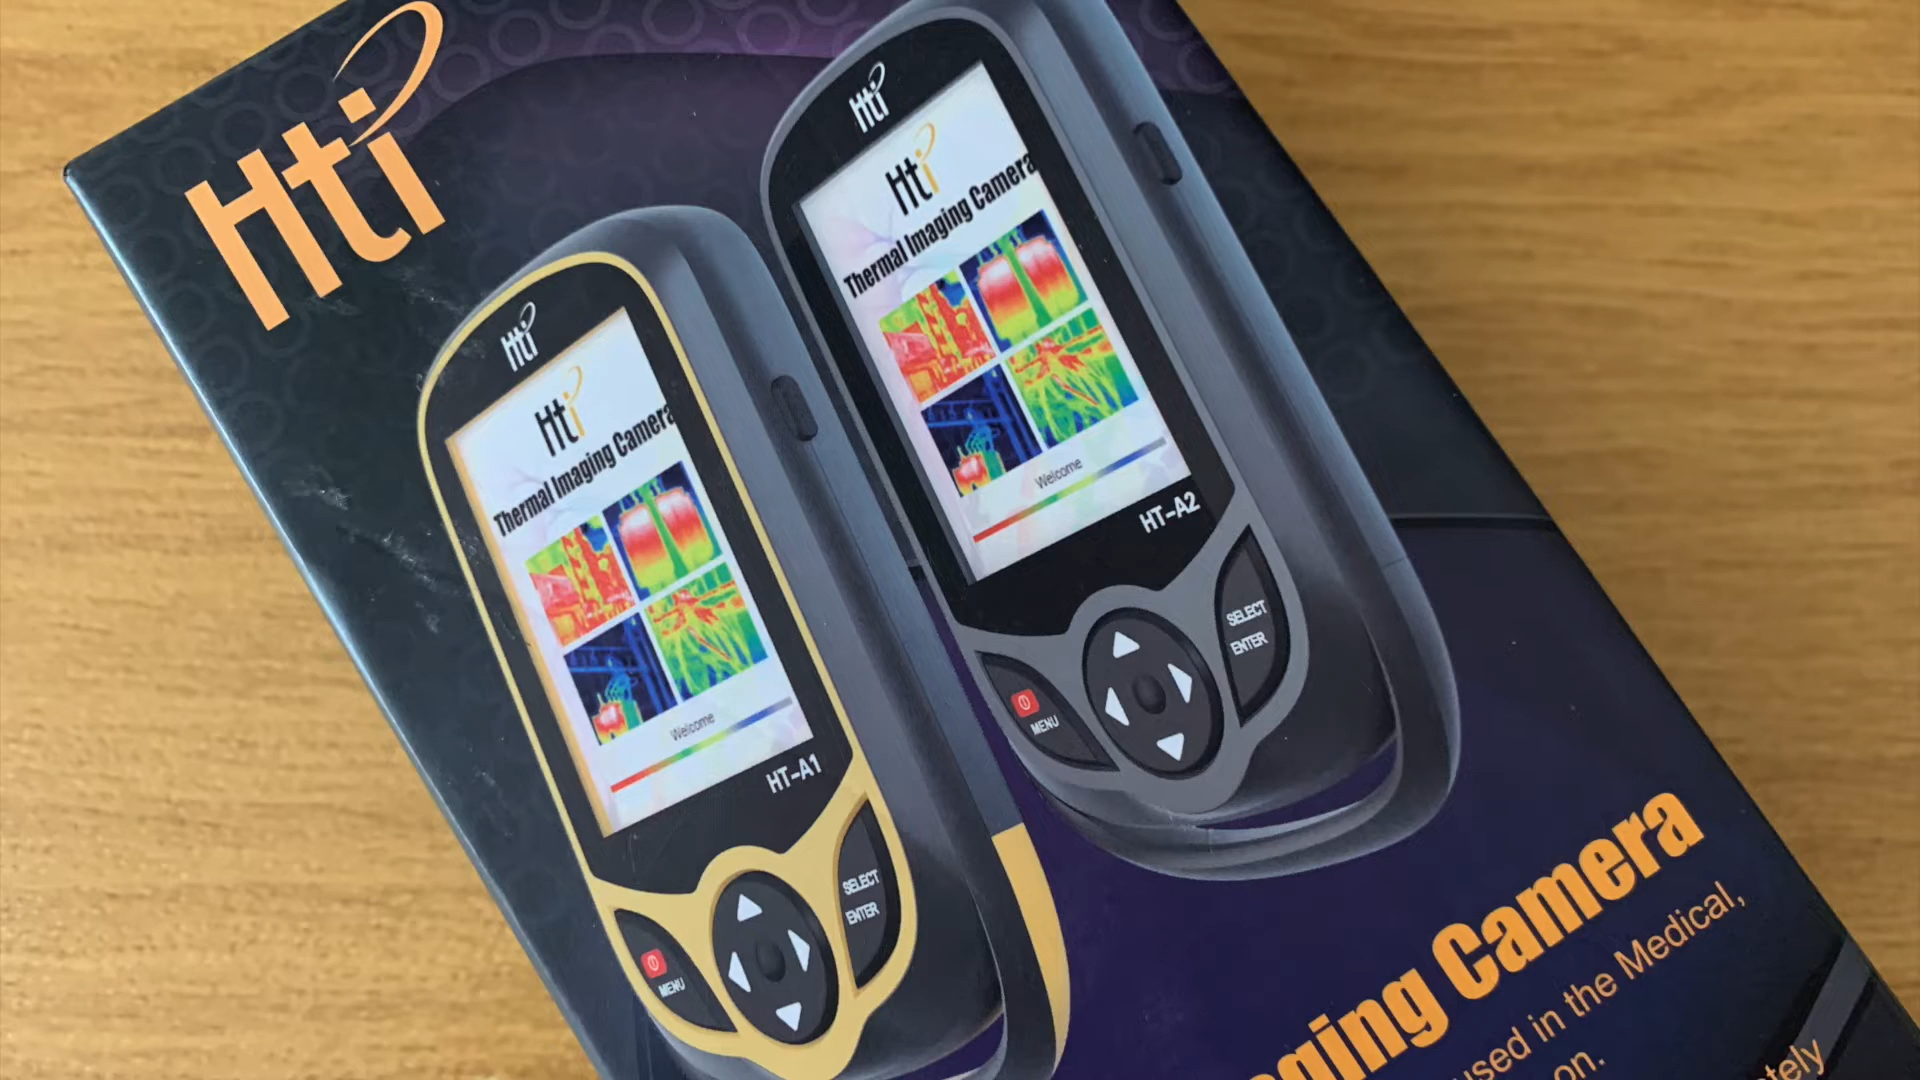 Hti
Hti
Hti
Thermal Imaging Camera
Welcome
HT-A1
SELECT
ENTER
MENU
Hti
Hti
Thermal Imaging Camera
Welcome
HT-A2
SELECT
ENTER
MENU
Camera
used in the Medical,